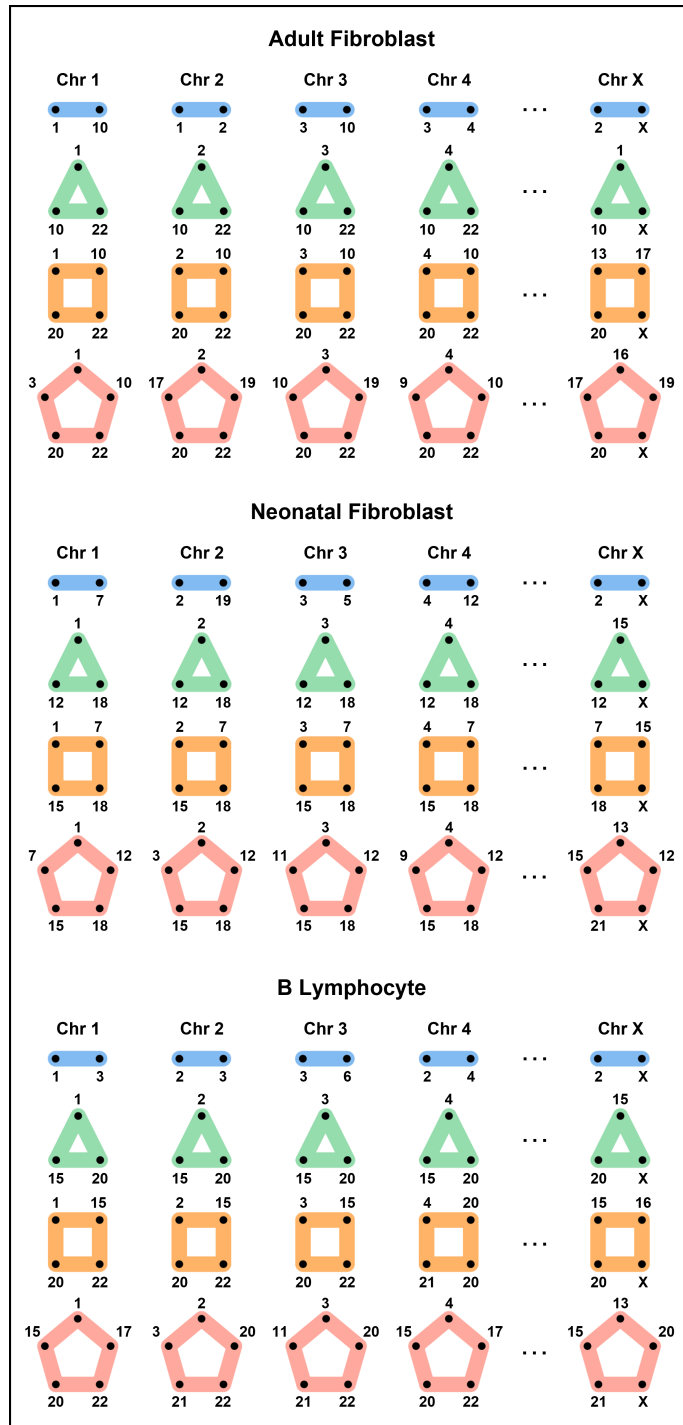 Adult Fibroblast
Chr 1 Chr 2 Chr 3 Chr 4 ... Chr X
1 10 1 2 3 10 3 4 2 X
1 2 3 4 1
10 22 10 22 10 22 10 22 10 X
1 10 2 10 3 10 4 10 13 17
20 22 20 22 20 22 20 22 20 X
1 2 3 4 16
3 10 17 19 10 19 9 10 17 19
20 22 20 22 20 22 20 22 20 X
Neonatal Fibroblast
Chr 1 Chr 2 Chr 3 Chr 4 ... Chr X
1 7 2 19 3 5 4 12 2 X
1 2 3 4 15
12 18 12 18 12 18 12 18 12 X
1 7 2 7 3 7 4 7 7 15
15 18 15 18 15 18 15 18 18 X
1 2 3 4 13
7 12 3 12 11 12 9 12 15 12
15 18 15 18 15 18 15 18 21 X
B Lymphocyte
Chr 1 Chr 2 Chr 3 Chr 4 ... Chr X
1 3 2 3 3 6 2 4 2 X
1 2 3 4 15
15 20 15 20 15 20 15 20 20 X
1 15 2 15 3 15 4 20 15 16
20 22 20 22 20 22 21 20 20 X
1 2 3 4 13
15 17 3 20 11 20 15 17 15 20
20 22 21 22 21 22 20 22 21 X